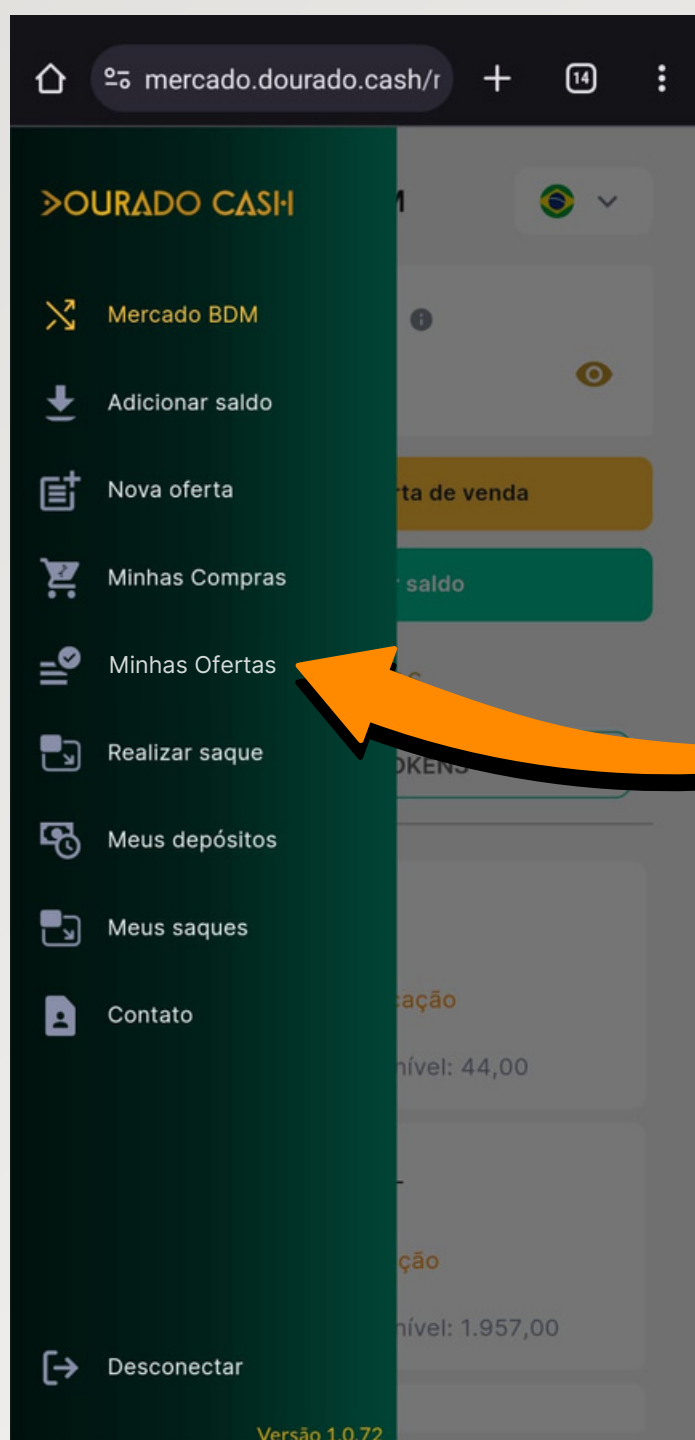 mercado.dourado.cash/r
14
DOURADO CASH
Mercado BDM
Adicionar saldo
Nova oferta
rta de venda
Minhas Compras
saldo
Minhas Ofertas
Realizar saque
OKENS
Meus depósitos
Meus saques
cação
Contato
nível: 44,00
ção
nível: 1.957,00
Desconectar
Versão 1.0.72